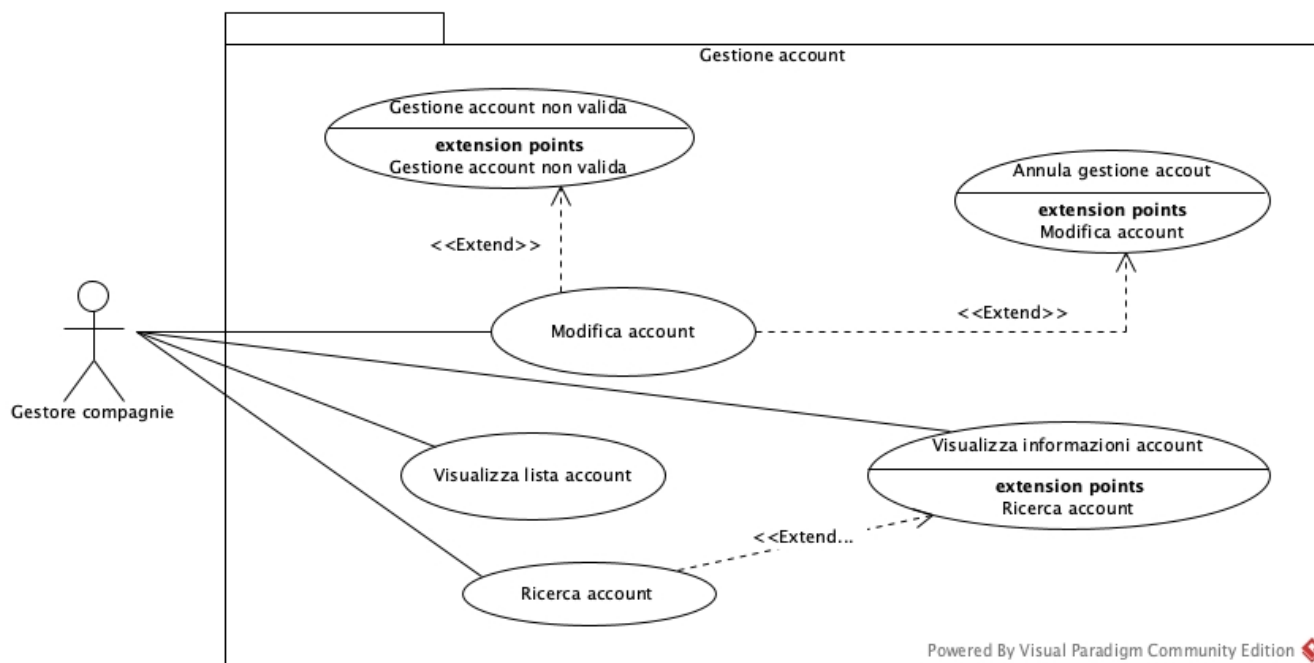 Gestione account
Gestione account non valida
extension points
Gestione account non valida
Annula gestione accout
extension points
Modifica account
<<Extend>>
<<Extend>>
Modifica account
Gestore compagnie
Visualizza informazioni account
extension points
Ricerca account
Visualizza lista account
<<Extend...
Ricerca account
Powered By Visual Paradigm Community Edition